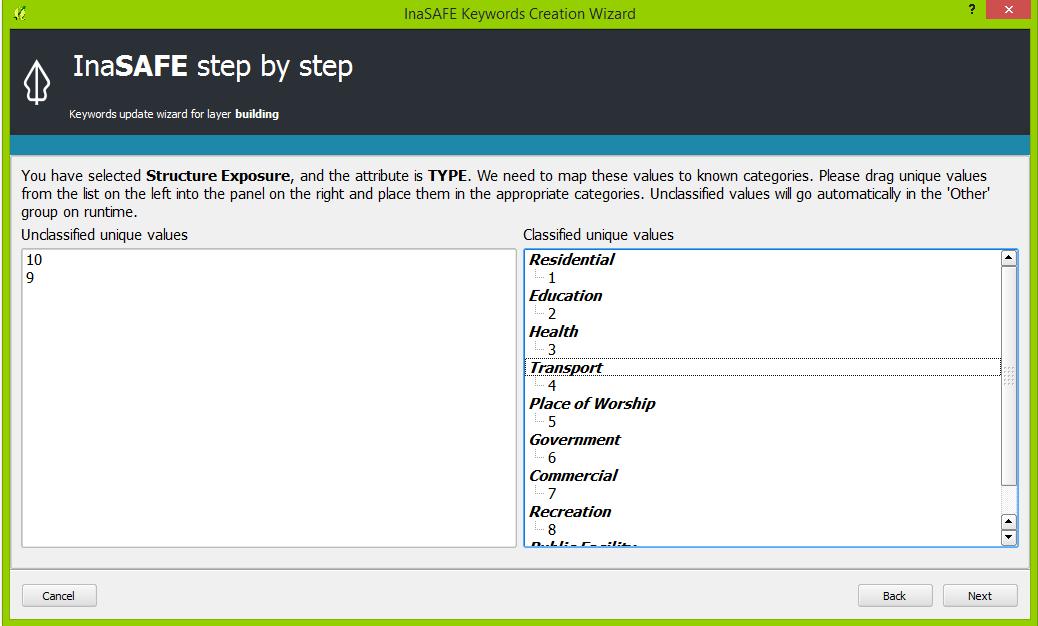 InaSAFE Keywords Creation Wizard
?
InaSAFE step by step
Keywords update wizard for layer building
You have selected Structure Exposure, and the attribute is TYPE. We need to map these values to known categories. Please drag unique values
from the list on the left into the panel on the right and place them in the appropriate categories. Unclassified values will go automatically in the 'Other'
group on runtime.
Unclassified unique values
10
9
Classified unique values
Residential
1
Education
2
Health
3
Transport
4
Place of Worship
5
Government
6
Commercial
7
Recreation
8
Public Facility
Cancel
Back
Next